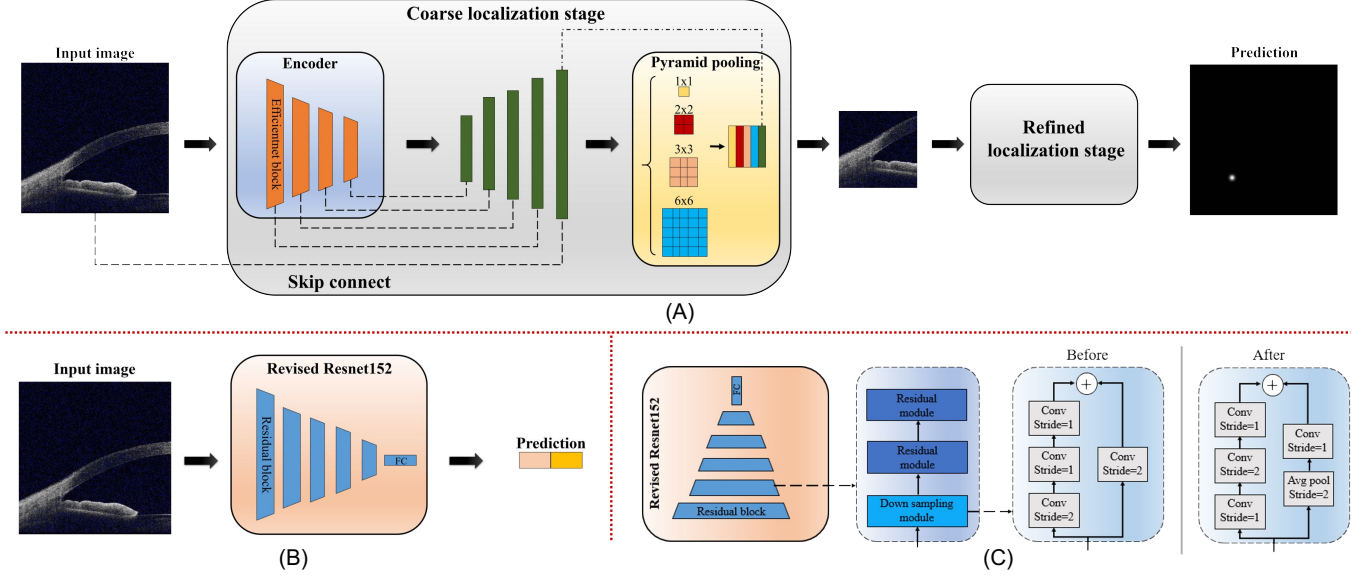 Coarse localization stage
Input image
Encoder
Efficientnet block
Skip connect
Pyramid pooling
1x1
2x2
3x3
6x6
Refined
localization stage
Prediction
(A)
Input image
Revised Resnet152
Residual block
FC
Prediction
(B)
Revised Resnet152
FC
Residual block
Residual
module
Residual module
Down sampling
module
Before
Conv
Stride=1
Conv
Stride=1
Conv
Stride=2
Conv
Stride=2
+
After
Conv
Stride=1
Conv
Stride=2
Conv
Stride=1
Conv
Stride=1
Avg pool
Stride=2
+
(C)